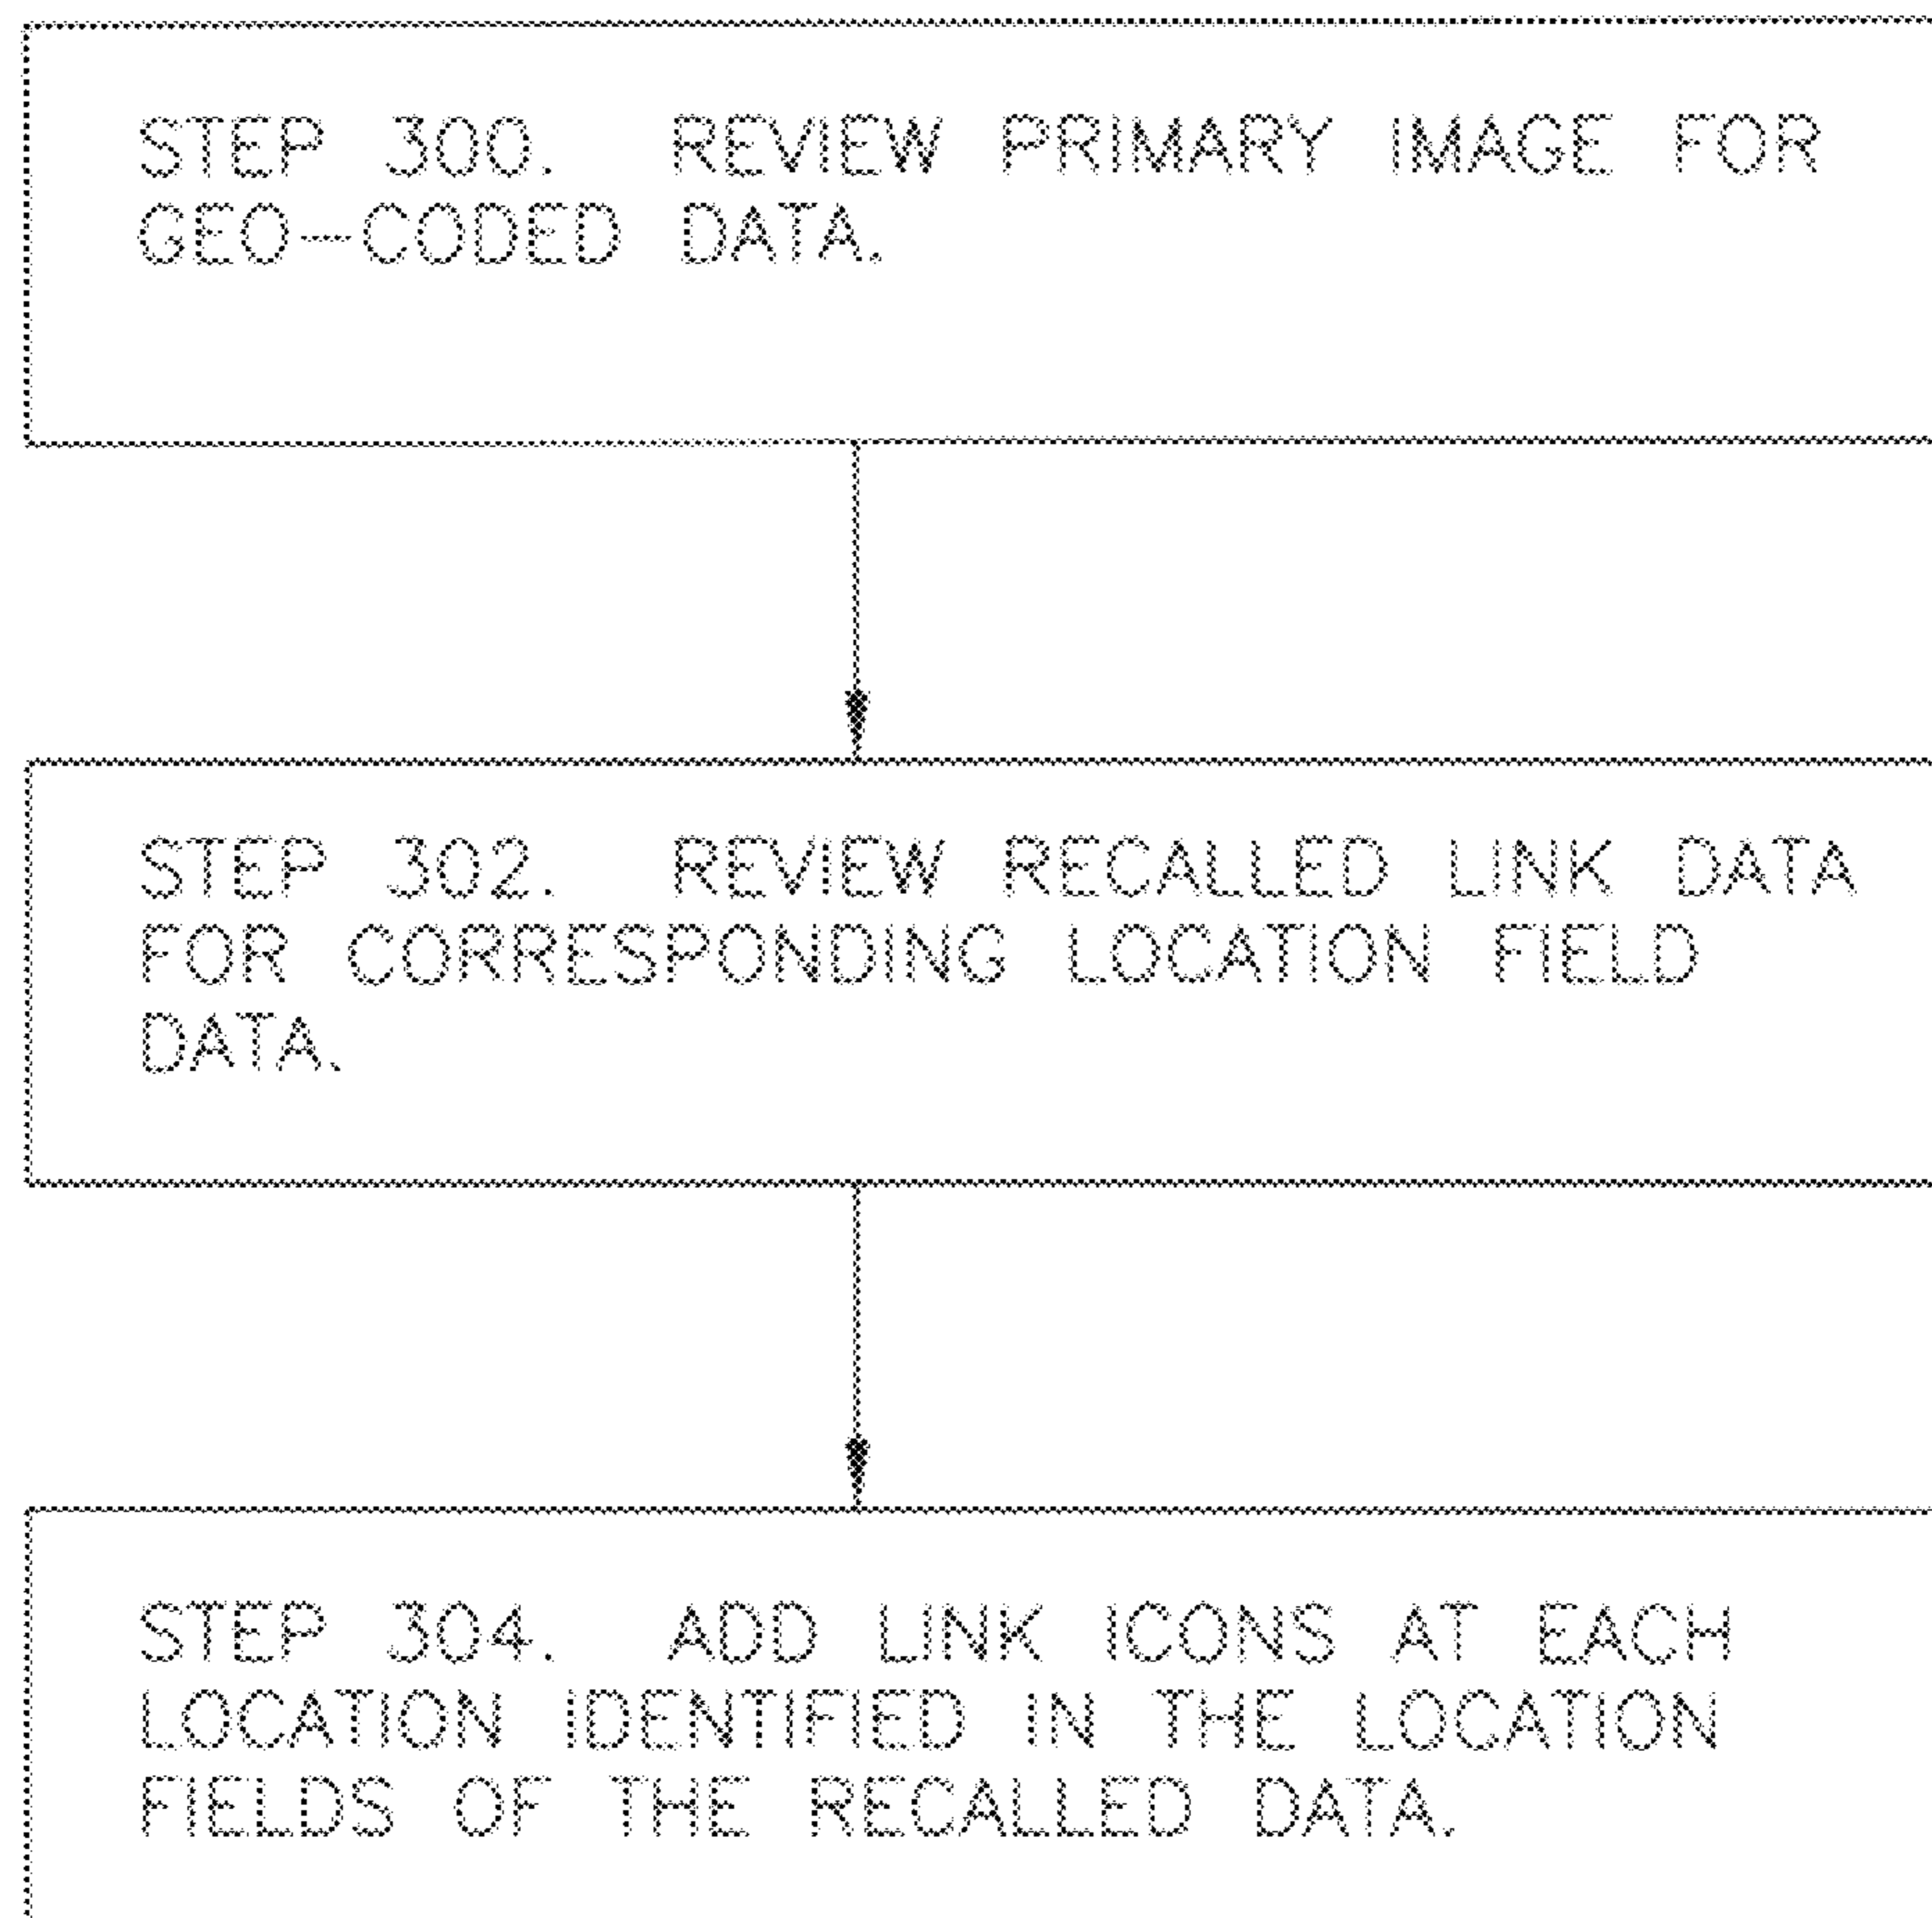 STEP 300. REVIEW PRIMARY IMAGE FOR
GEO-CODED DATA.
STEP 302. REVIEW RECALLED LINK DATA
FOR CORRESPONDING LOCATION FIELD
DATA.
STEP 304. ADD LINK ICONS AT EACH
LOCATION IDENTIFIED IN THE LOCATION
FIELDS OF THE RECALLED DATA.